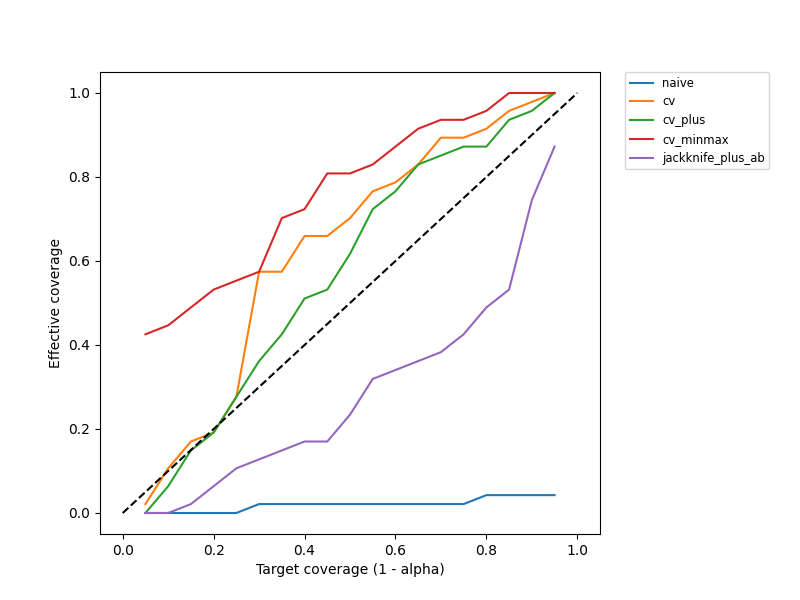 naive
cv
cv_plus
cv_minmax
jackknife_plus_ab
1.0
0.8
0.6
0.4
0.2
0.0
Effective coverage
0.0 0.2 0.4 0.6 0.8 1.0
Target coverage (1 - alpha)